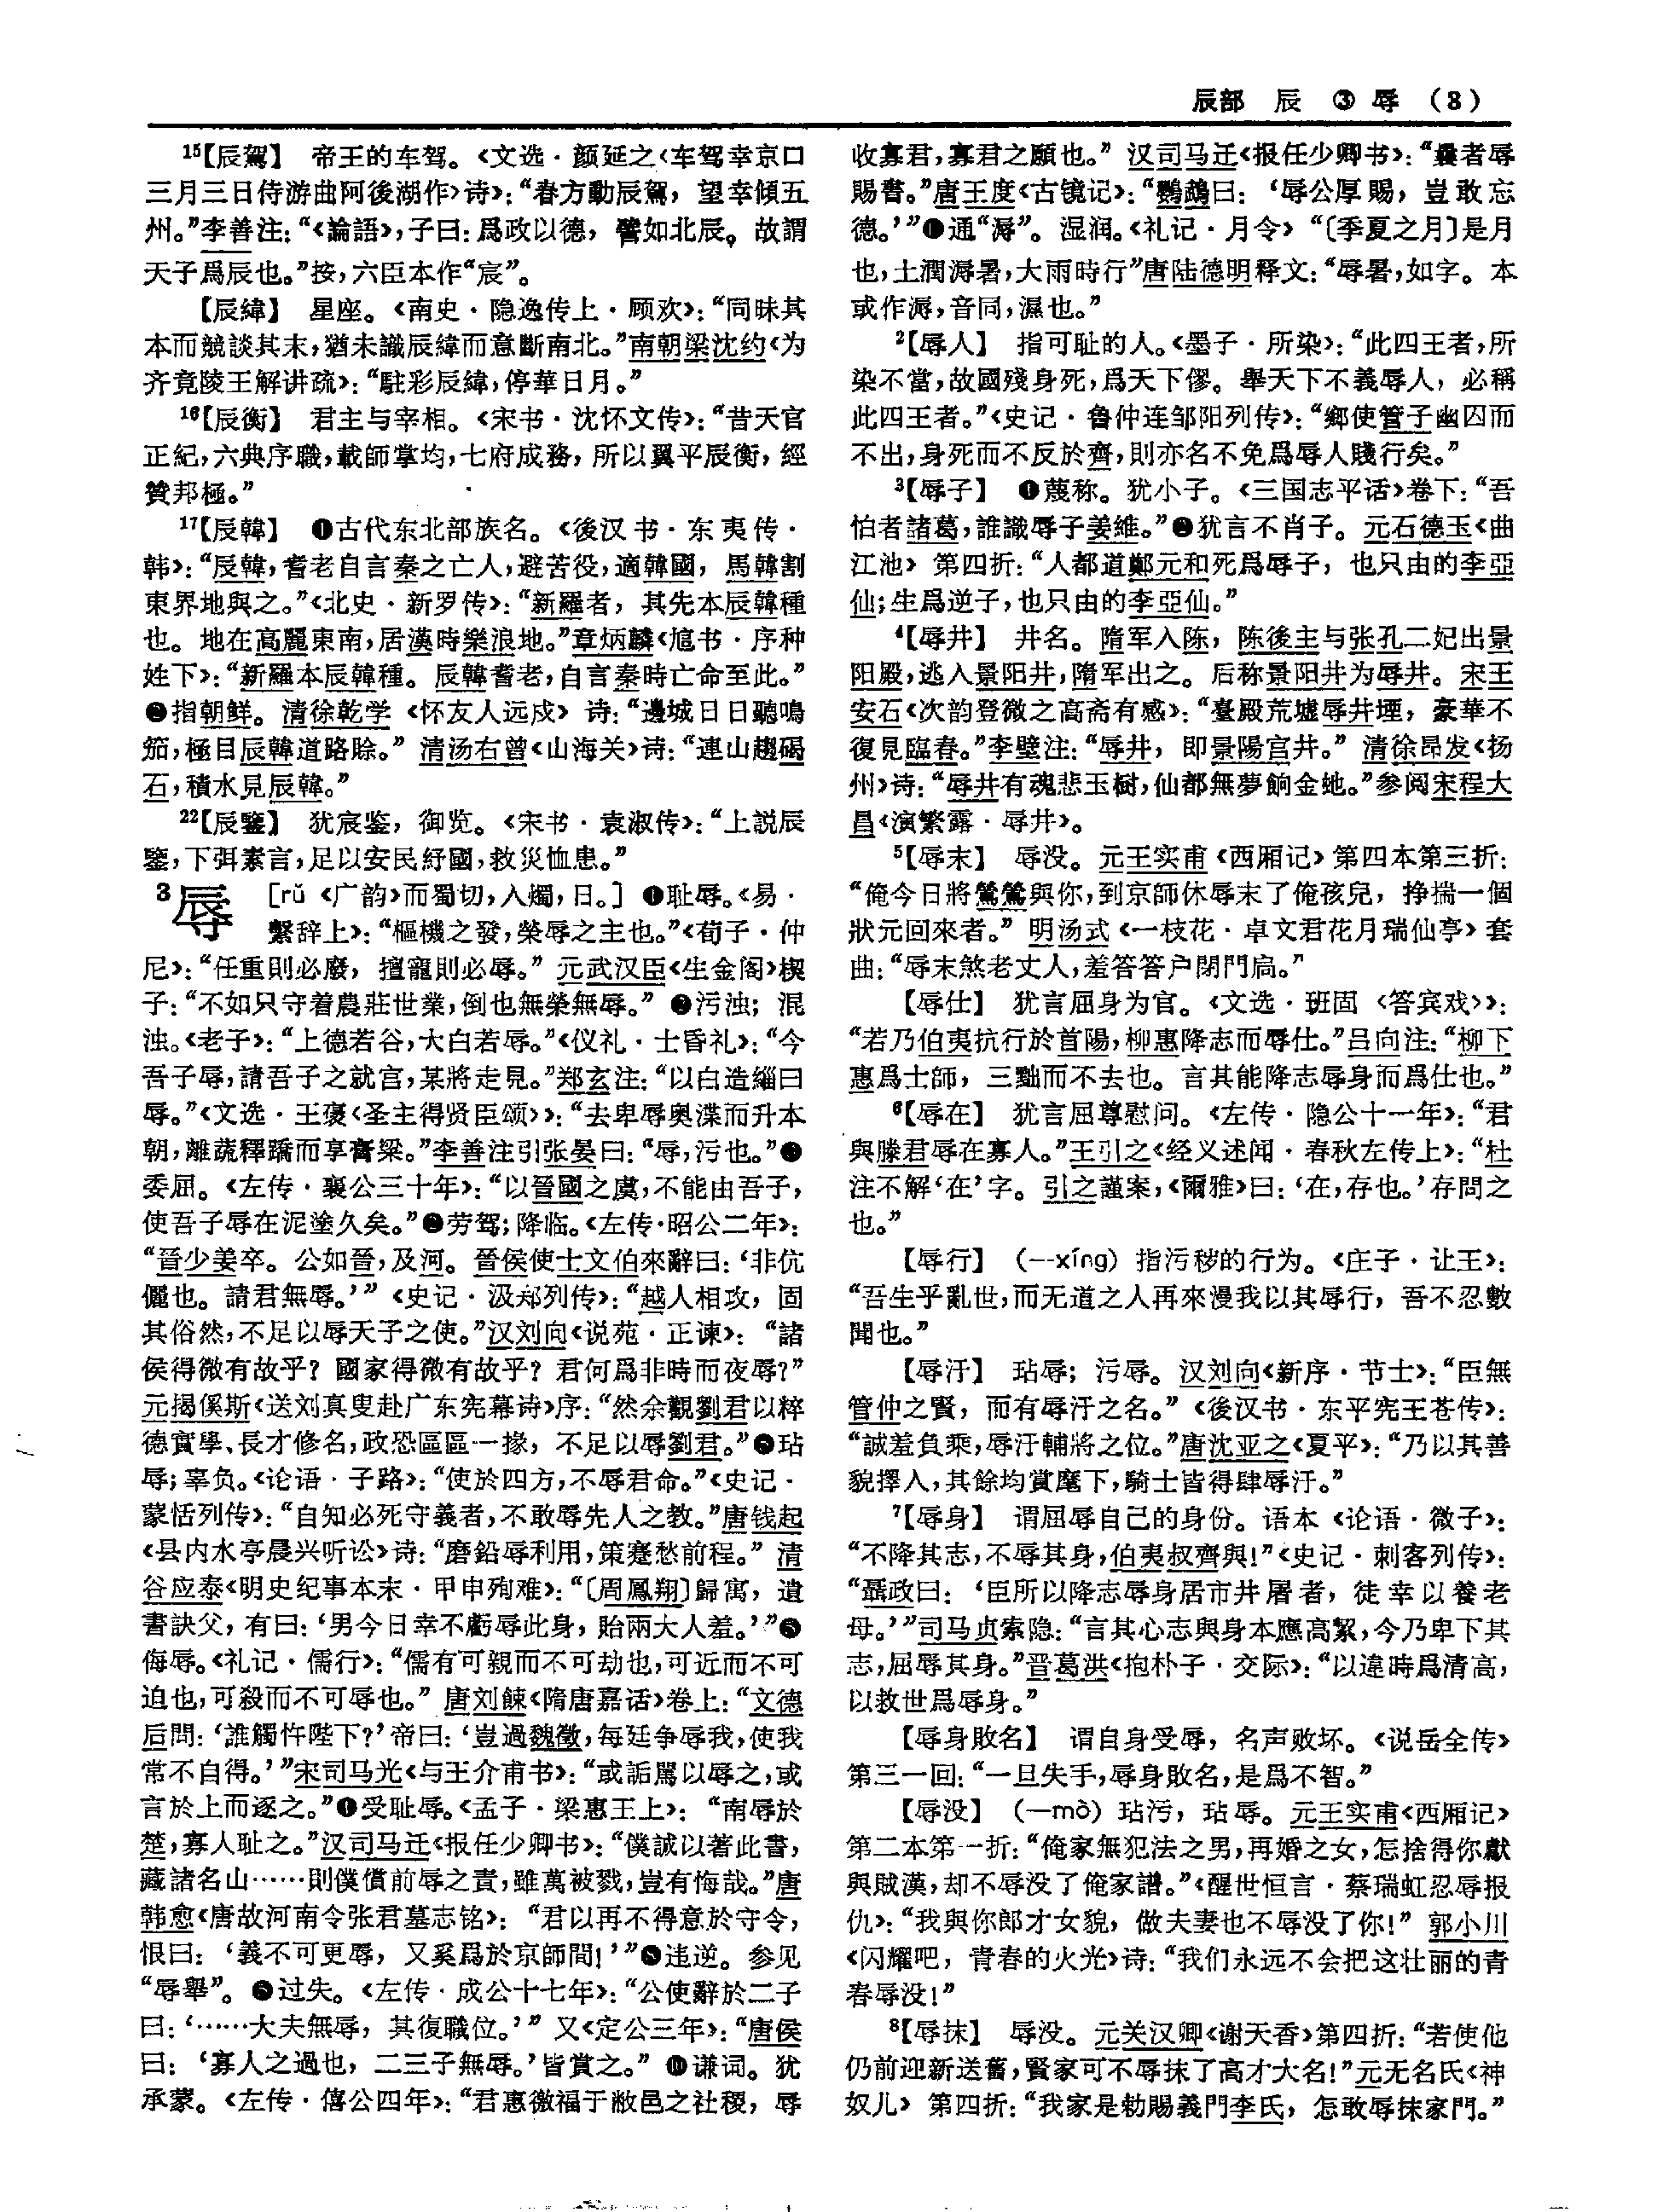 辰部　辰　③　辱　（8）
15【辰駕】　帝王的车驾。《文选·颜延之〈车驾幸京口
三月三日侍游曲阿後湖作〉诗》：“春方動辰駕，望幸傾五
州。”李善注：“《論語》，子曰：爲政以德，譬如北辰。故謂
天子爲辰也。”按，六臣本作“宸”。
【辰緯】　星座。《南史·隐逸传上·顾欢》：“同昧其
本而競談其末，猶未識辰緯而意斷南北。”南朝梁沈约《为
齐竟陵王解讲疏》：“駐彩辰緯，停華日月。”
16【辰衡】　君主与宰相。《宋书·沈怀文传》：“昔天官
正紀，六典序職，載師掌均，七府成務，所以翼平辰衡，經
贊邦極。”
17【辰韓】　❶古代东北部族名。《後汉书·东夷传·
韩》：“辰韓，耆老自言秦之亡人，避苦役，適韓國，馬韓割
東界地與之。”《北史·新罗传》：“新羅者，其先本辰韓種
也。地在高麗東南，居漢時樂浪地。”章炳麟《訄书·序种
姓下》：“新羅本辰韓種。辰韓耆老，自言秦時亡命至此。”
❷指朝鲜。清徐乾学《怀友人远戍》诗：“邊城日日聽鳴
笳，極目辰韓道路賒。”清汤右曾《山海关》诗：“連山趨碣
石，積水見辰韓。”
22【辰鑒】　犹宸鉴，御览。《宋书·袁淑传》：“上説辰
鑒，下弭素言，足以安民紓國，救災恤患。”
3辱　［rǔ《广韵》而蜀切，入燭，日。］❶耻辱。《易·
繫辞上》：“樞機之發，榮辱之主也。”《荀子·仲
尼》：“任重則必廢，擅寵則必辱。”元武汉臣《生金阁》楔
子：“不如只守着農莊世業，倒也無榮無辱。”❷污浊；混
浊。《老子》：“上德若谷，大白若辱。”《仪礼·士昏礼》：“今
吾子辱，請吾子之就宫，某將走見。”郑玄注：“以白造緇曰
辱。”《文选·王褒〈圣主得贤臣颂〉》：“去卑辱奥渫而升本
朝，離蔬釋蹻而享膏粱。”李善注引张晏曰：“辱，污也。”❸
委屈。《左传·襄公三十年》：“以晉國之虞，不能由吾子，
使吾子辱在泥塗久矣。”❹劳驾；降临。《左传·昭公二年》：
“晉少姜卒。公如晉，及河。晉侯使士文伯來辭曰：‘非伉
儷也。請君無辱。’”《史记·汲郑列传》：“越人相攻，固
其俗然，不足以辱天子之使。”汉刘向《说苑·正谏》：“諸
侯得微有故乎？國家得微有故乎？君何爲非時而夜辱？”
元揭傒斯《送刘真叟赴广东宪幕诗》序：“然余觀劉君以粹
德實學、長才修名，政恐區區一掾，不足以辱劉君。”❺玷
辱；辜负。《论语·子路》：“使於四方，不辱君命。”《史记·
蒙恬列传》：“自知必死守義者，不敢辱先人之教。”唐钱起
《县内水亭晨兴听讼》诗：“磨鉛辱利用，策蹇愁前程。”清
谷应泰《明史纪事本末·甲申殉难》：“〔周鳳翔〕歸寓，遺
書訣父，有曰：‘男今日幸不虧辱此身，貽兩大人羞。’”❻
侮辱。《礼记·儒行》：“儒有可親而不可劫也，可近而不可
迫也，可殺而不可辱也。”唐刘餗《隋唐嘉话》卷上：“文德
后問：‘誰觸忤陛下？’帝曰：‘豈過魏徵，每廷争辱我，使我
常不自得。’”宋司马光《与王介甫书》：“或詬駡以辱之，或
言於上而逐之。”❼受耻辱。《孟子·梁惠王上》：“南辱於
楚，寡人耻之。”汉司马迁《报任少卿书》：“僕誠以著此書，
藏諸名山……則僕償前辱之責，雖萬被戮，豈有悔哉。”唐
韩愈《唐故河南令张君墓志铭》：“君以再不得意於守令，
恨曰：‘義不可更辱，又奚爲於京師間！’”❽违逆。参见
“辱舉”。❾过失。《左传·成公十七年》：“公使辭於二子
曰：‘……大夫無辱，其復職位。’”又《定公三年》：“唐侯
曰：‘寡人之過也，二三子無辱。’皆賞之。”❿谦词。犹
承蒙。《左传·僖公四年》：“君惠徼福于敝邑之社稷，辱
收寡君，寡君之願也。”汉司马迁《报任少卿书》：“曩者辱
賜書。”唐王度《古镜记》：“鸚鵡曰：‘辱公厚賜，豈敢忘
德。’”⓫通“溽”。湿润。《礼记·月令》“〔季夏之月〕是月
也，土潤溽暑，大雨時行”唐陆德明释文：“辱暑，如字。本
或作溽，音同，濕也。”
2【辱人】　指可耻的人。《墨子·所染》：“此四王者，所
染不當，故國殘身死，爲天下僇。舉天下不義辱人，必稱
此四王者。”《史记·鲁仲连邹阳列传》：“鄉使管子幽囚而
不出，身死而不反於齊，則亦名不免爲辱人賤行矣。”
3【辱子】　❶蔑称。犹小子。《三国志平话》卷下：“吾
怕者諸葛，誰識辱子姜維。”❷犹言不肖子。元石德玉《曲
江池》第四折：“人都道鄭元和死爲辱子，也只由的李亞
仙；生爲逆子，也只由的李亞仙。”
4【辱井】　井名。隋军入陈，陈後主与张孔二妃出景
阳殿，逃入景阳井，隋军出之。后称景阳井为辱井。宋王
安石《次韵登微之高斋有感》：“臺殿荒墟辱井堙，豪華不
復見臨春。”李壁注：“辱井，即景陽宫井。”清徐昂发《扬
州》诗：“辱井有魂悲玉樹，仙都無夢餉金虵。”参阅宋程大
昌《演繁露·辱井》。
5【辱末】　辱没。元王实甫《西厢记》第四本第三折：
“俺今日將鶯鶯與你，到京師休辱末了俺孩兒，挣揣一個
狀元回來者。”明汤式《一枝花·卓文君花月瑞仙亭》套
曲：“辱末煞老丈人，羞答答户閉門扃。”
【辱仕】　犹言屈身为官。《文选·班固〈答宾戏〉》：
“若乃伯夷抗行於首陽，柳惠降志而辱仕。”吕向注：“柳下
惠爲士師，三黜而不去也。言其能降志辱身而爲仕也。”
6【辱在】　犹言屈尊慰问。《左传·隐公十一年》：“君
與滕君辱在寡人。”王引之《经义述闻·春秋左传上》：“杜
注不解‘在’字。引之謹案，《爾雅》曰：‘在，存也。’存問之
也。”
【辱行】　（—xíng）指污秽的行为。《庄子·让王》：
“吾生乎亂世，而无道之人再來漫我以其辱行，吾不忍數
聞也。”
【辱汙】　玷辱；污辱。汉刘向《新序·节士》：“臣無
管仲之賢，而有辱汙之名。”《後汉书·东平宪王苍传》：
“誠羞負乘，辱汙輔將之位。”唐沈亚之《夏平》：“乃以其善
貌擇入，其餘均賞麾下，騎士皆得肆辱汙。”
7【辱身】　谓屈辱自己的身份。语本《论语·微子》：
“不降其志，不辱其身，伯夷叔齊與！”《史记·刺客列传》：
“聶政曰：‘臣所以降志辱身居市井屠者，徒幸以養老
母。’”司马贞索隐：“言其心志與身本應高絜，今乃卑下其
志，屈辱其身。”晋葛洪《抱朴子·交际》：“以違時爲清高，
以救世爲辱身。”
【辱身敗名】　谓自身受辱，名声败坏。《说岳全传》
第三一回：“一旦失手，辱身敗名，是爲不智。”
【辱没】　（—mò）玷污，玷辱。元王实甫《西厢记》
第二本第一折：“俺家無犯法之男，再婚之女，怎捨得你獻
與賊漢，却不辱没了俺家譜。”《醒世恒言·蔡瑞虹忍辱报
仇》：“我與你郎才女貌，做夫妻也不辱没了你！”郭小川
《闪耀吧，青春的火光》诗：“我们永远不会把这壮丽的青
春辱没！”
8【辱抹】　辱没。元关汉卿《谢天香》第四折：“若使他
仍前迎新送舊，賢家可不辱抹了高才大名！”元无名氏《神
奴儿》第四折：“我家是勅賜義門李氏，怎敢辱抹家門。”